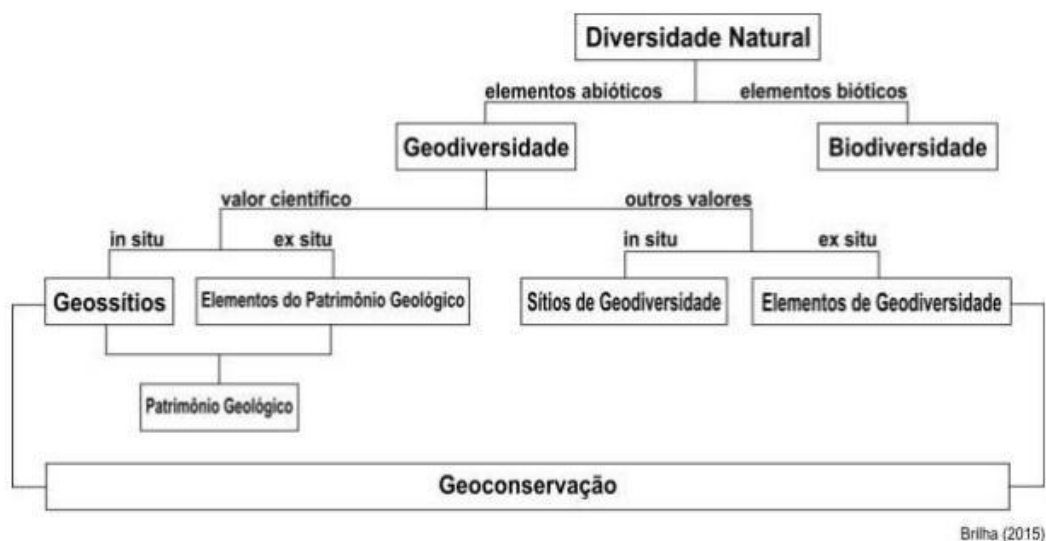 Diversidade Natural
elementos abióticos
elementos bióticos
Geodiversidade
Biodiversidade
valor científico
outros valores
in situ
ex situ
in situ
ex situ
Geossítios
Elementos do Patrimônio Geológico
Sítios de Geodiversidade
Elementos de Geodiversidade
Patrimônio Geológico
Geoconservação
Brilha (2015)